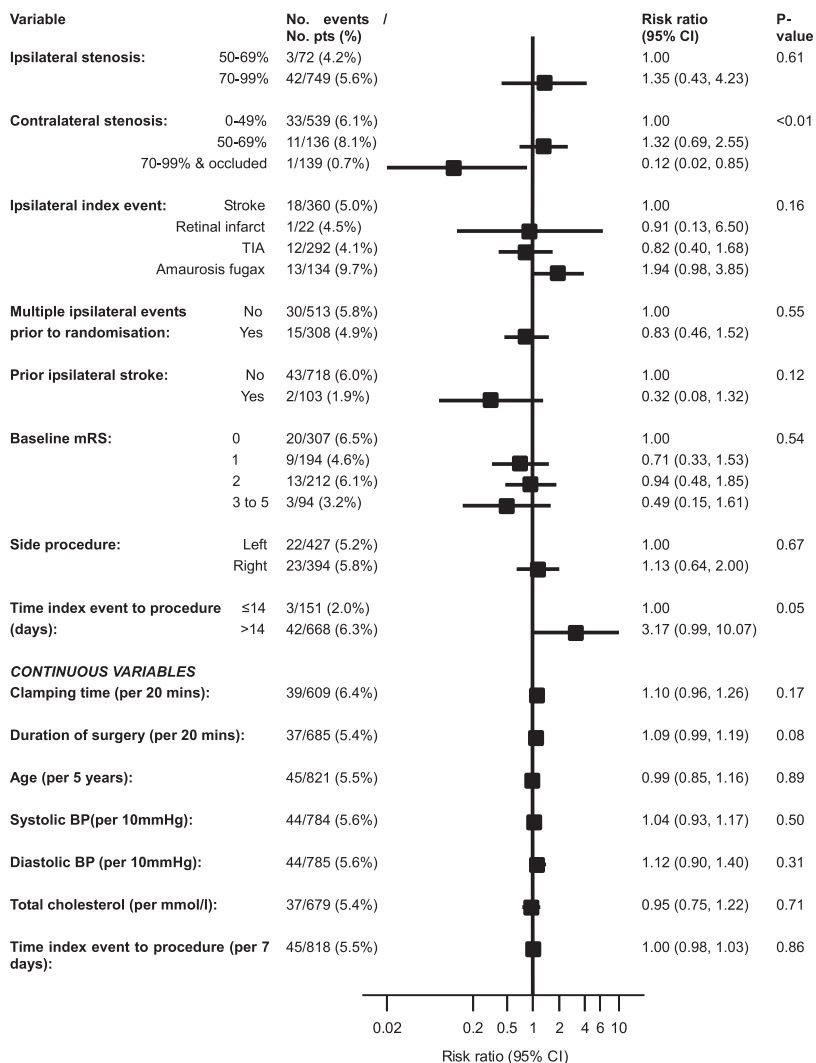 Variable No. events / Risk ratio P-
No. pts (%) (95% CI) value
Ipsilateral stenosis: 50-69% 3/72 (4.2%) 1.00 0.61
70-99% 42/749 (5.6%) 1.35 (0.43, 4.23)
Contralateral stenosis: 0-49% 33/539 (6.1%) 1.00 <0.01
50-69% 11/136 (8.1%) 1.32 (0.69, 2.55)
70-99% & occluded 1/139 (0.7%) 0.12 (0.02, 0.85)
Ipsilateral index event: Stroke 18/360 (5.0%) 1.00 0.16
Retinal infarct 1/22 (4.5%) 0.91 (0.13, 6.50)
TIA 12/292 (4.1%) 0.82 (0.40, 1.68)
Amaurosis fugax 13/134 (9.7%) 1.94 (0.98, 3.85)
Multiple ipsilateral events No 30/513 (5.8%) 1.00 0.55
prior to randomisation: Yes 15/308 (4.9%) 0.83 (0.46, 1.52)
Prior ipsilateral stroke: No 43/718 (6.0%) 1.00 0.12
Yes 2/103 (1.9%) 0.32 (0.08, 1.32)
Baseline mRS: 0 20/307 (6.5%) 1.00 0.54
1 9/194 (4.6%) 0.71 (0.33, 1.53)
2 13/212 (6.1%) 0.94 (0.48, 1.85)
3 to 5 3/94 (3.2%) 0.49 (0.15, 1.61)
Side procedure: Left 22/427 (5.2%) 1.00 0.67
Right 23/394 (5.8%) 1.13 (0.64, 2.00)
Time index event to procedure ≤14 3/151 (2.0%) 1.00 0.05
(days): >14 42/668 (6.3%) 3.17 (0.99, 10.07)
CONTINUOUS VARIABLES
Clamping time (per 20 mins): 39/609 (6.4%) 1.10 (0.96, 1.26) 0.17
Duration of surgery (per 20 mins): 37/685 (5.4%) 1.09 (0.99, 1.19) 0.08
Age (per 5 years): 45/821 (5.5%) 0.99 (0.85, 1.16) 0.89
Systolic BP(per 10mmHg): 44/784 (5.6%) 1.04 (0.93, 1.17) 0.50
Diastolic BP (per 10mmHg): 44/785 (5.6%) 1.12 (0.90, 1.40) 0.31
Total cholesterol (per mmol/l): 37/679 (5.4%) 0.95 (0.75, 1.22) 0.71
Time index event to procedure (per 7 45/818 (5.5%) 1.00 (0.98, 1.03) 0.86
days):
0.02 0.2 0.5 1 2 4 6 10
Risk ratio (95% CI)